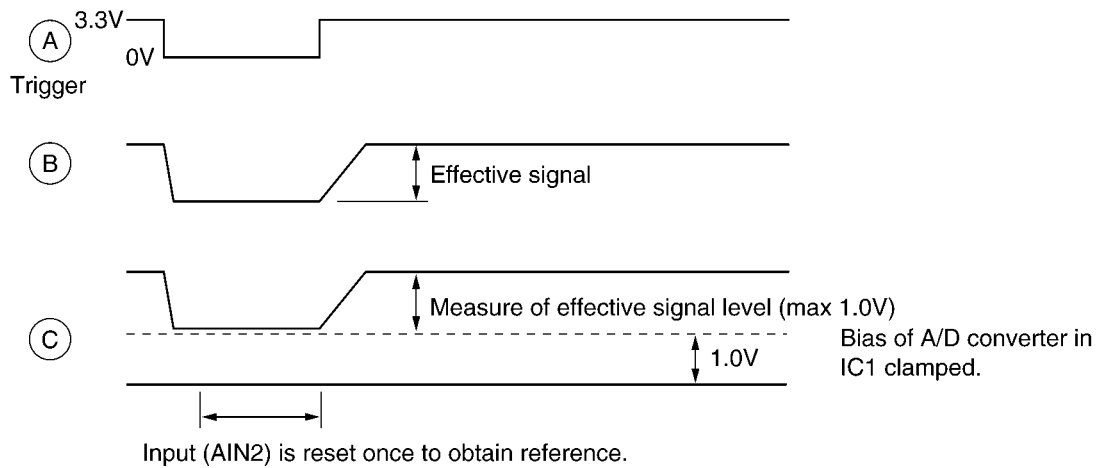 3.3V
A
0V
Trigger
B
Effective signal
Measure of effective signal level (max 1.0V)
C
Bias of A/D converter in
1.0V
IC1 clamped.
Input (AIN2) is reset once to obtain reference.